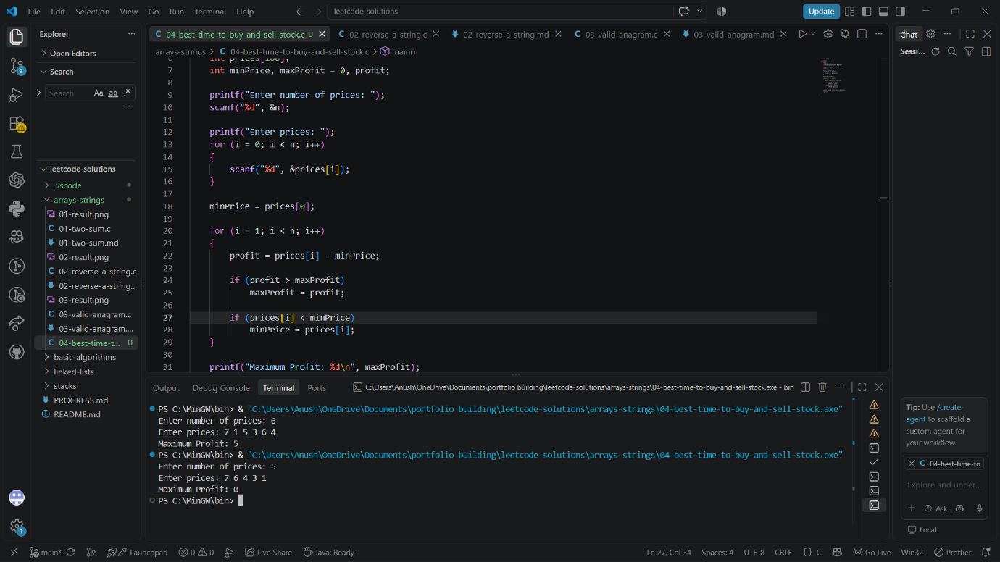 File Edit Selection View Go Run Terminal Help
leetcode-solutions
Update
Explorer
Open Editors
Search
Search
Aa ab .*
leetcode-solutions
.vscode
arrays-strings
01-result.png
01-two-sum.c
01-two-sum.md
02-result.png
02-reverse-a-string.c
02-reverse-a-string...
03-result.png
03-valid-anagram.c
03-valid-anagram....
04-best-time-t... U
basic-algorithms
linked-lists
stacks
PROGRESS.md
README.md
04-best-time-to-buy-and-sell-stock.c U
02-reverse-a-string.c
02-reverse-a-string.md
03-valid-anagram.c
03-valid-anagram.md
arrays-strings > 04-best-time-to-buy-and-sell-stock.c > main()
6 int prices[100];
7 int minPrice, maxProfit = 0, profit;
8
9 printf("Enter number of prices: ");
10 scanf("%d", &n);
11
12 printf("Enter prices: ");
13 for (i = 0; i < n; i++)
14 {
15 scanf("%d", &prices[i]);
16 }
17
18 minPrice = prices[0];
19
20 for (i = 1; i < n; i++)
21 {
22 profit = prices[i] - minPrice;
23
24 if (profit > maxProfit)
25 maxProfit = profit;
26
27 if (prices[i] < minPrice)
28 minPrice = prices[i];
29 }
30
31 printf("Maximum Profit: %d\n", maxProfit);
Output Debug Console Terminal Ports
C:\Users\Anush\OneDrive\Documents\portfolio building\leetcode-solutions\arrays-strings\04-best-time-to-buy-and-sell-stock.exe - bin
PS C:\MinGW\bin> & "C:\Users\Anush\OneDrive\Documents\portfolio building\leetcode-solutions\arrays-strings\04-best-time-to-buy-and-sell-stock.exe"
Enter number of prices: 6
Enter prices: 7 1 5 3 6 4
Maximum Profit: 5
PS C:\MinGW\bin> & "C:\Users\Anush\OneDrive\Documents\portfolio building\leetcode-solutions\arrays-strings\04-best-time-to-buy-and-sell-stock.exe"
Enter number of prices: 5
Enter prices: 7 6 4 3 1
Maximum Profit: 0
PS C:\MinGW\bin>
Chat
Sessi...
Tip: Use /create-
agent to scaffold a
custom agent for
your workflow.
04-best-time-to
Explore and under...
Ask
Local
2
1
main* Launchpad 0 0 Live Share Java: Ready
Ln 27, Col 34 Spaces: 4 UTF-8 CRLF { } C Go Live Win32 Prettier